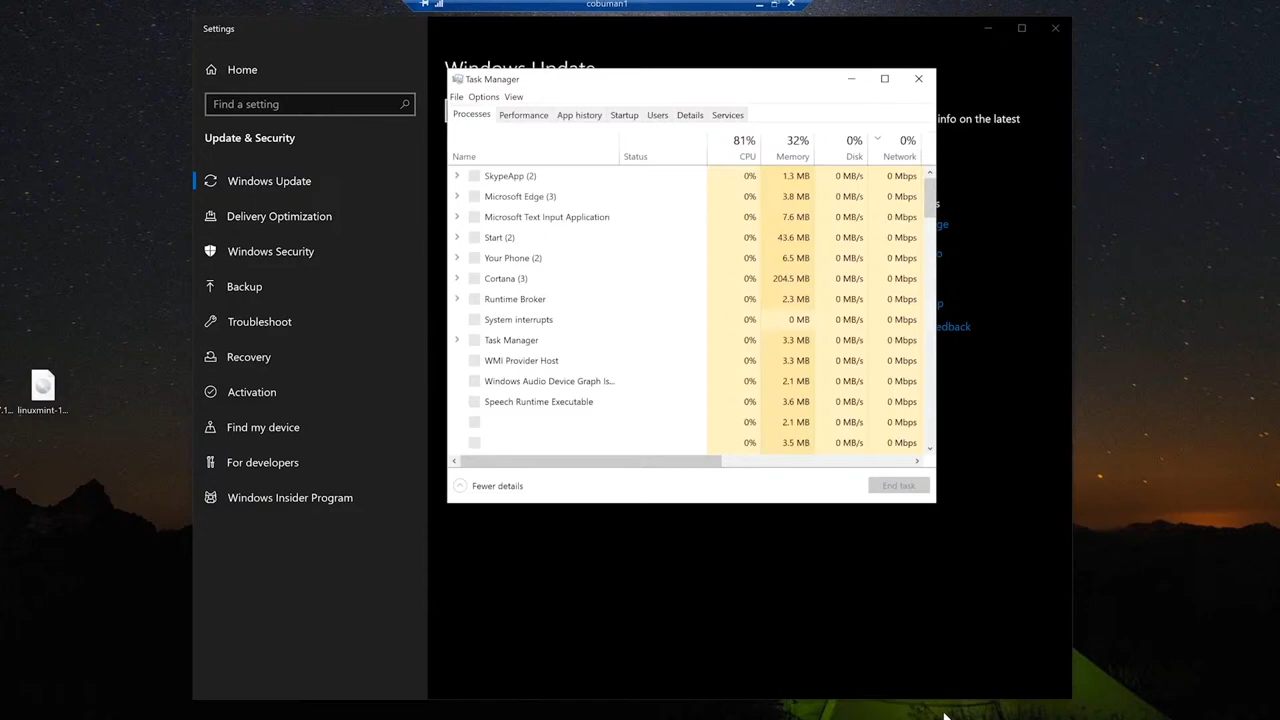 cobuman1
Settings
Home
Find a setting
Update & Security
Windows Update
Delivery Optimization
Windows Security
Backup
Troubleshoot
Recovery
Activation
Find my device
For developers
Windows Insider Program
Windows Update
info on the latest
Task Manager
File Options View
Processes Performance App history Startup Users Details Services
81% 32% 0% 0%
Name Status CPU Memory Disk Network
SkypeApp (2) 0% 1.3 MB 0 MB/s 0 Mbps
Microsoft Edge (3) 0% 3.8 MB 0 MB/s 0 Mbps
Microsoft Text Input Application 0% 7.6 MB 0 MB/s 0 Mbps
Start (2) 0% 43.6 MB 0 MB/s 0 Mbps
Your Phone (2) 0% 6.5 MB 0 MB/s 0 Mbps
Cortana (3) 0% 204.5 MB 0 MB/s 0 Mbps
Runtime Broker 0% 2.3 MB 0 MB/s 0 Mbps
System interrupts 0% 0 MB 0 MB/s 0 Mbps
Task Manager 0% 3.3 MB 0 MB/s 0 Mbps
WMI Provider Host 0% 3.3 MB 0 MB/s 0 Mbps
Windows Audio Device Graph Is... 0% 2.1 MB 0 MB/s 0 Mbps
Speech Runtime Executable 0% 3.6 MB 0 MB/s 0 Mbps
0% 2.1 MB 0 MB/s 0 Mbps
0% 3.5 MB 0 MB/s 0 Mbps
Fewer details End task
s
ge
o
p
edback
7.1... linuxmint-1...